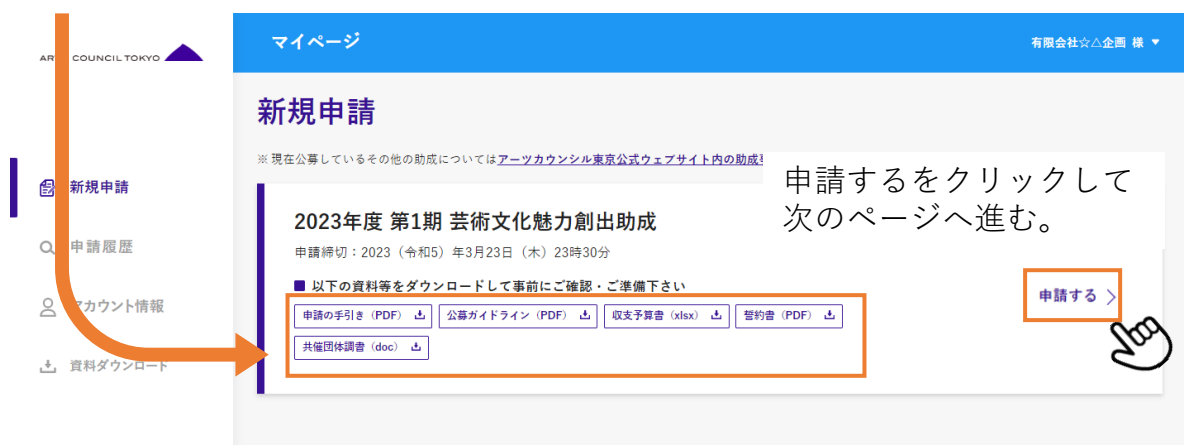 マイページ
有限会社☆△企画 様 ▼
COUNCIL TOKYO
新規申請
※ 現在公募しているその他の助成についてはアーツカウンシル東京公式ウェブサイト内の助成
申請するをクリックして
次のページへ進む。
新規申請
申請履歴
カウント情報
資料ダウンロード
2023年度 第1期 芸術文化魅力創出助成
申請締切：2023（令和5）年3月23日（木）23時30分
■ 以下の資料等をダウンロードして事前にご確認・ご準備下さい
申請の手引き（PDF） 公募ガイドライン（PDF） 収支予算書（xlsx） 誓約書（PDF）
共催団体調書（doc）
申請する ＞